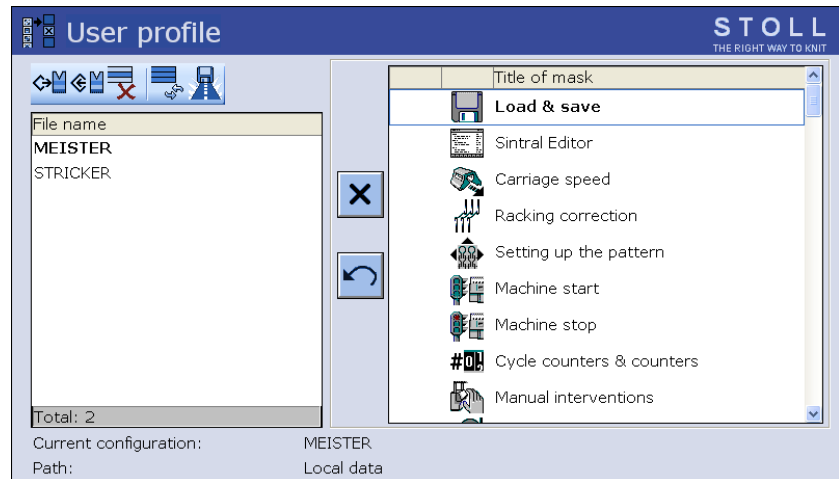 User profile
STOLL
THE RIGHT WAY TO KNIT
File name
MEISTER
STRICKER
Total: 2
Title of mask
Load & save
Sintral Editor
Carriage speed
Racking correction
Setting up the pattern
Machine start
Machine stop
Cycle counters & counters
Manual interventions
Current configuration: MEISTER
Path: Local data